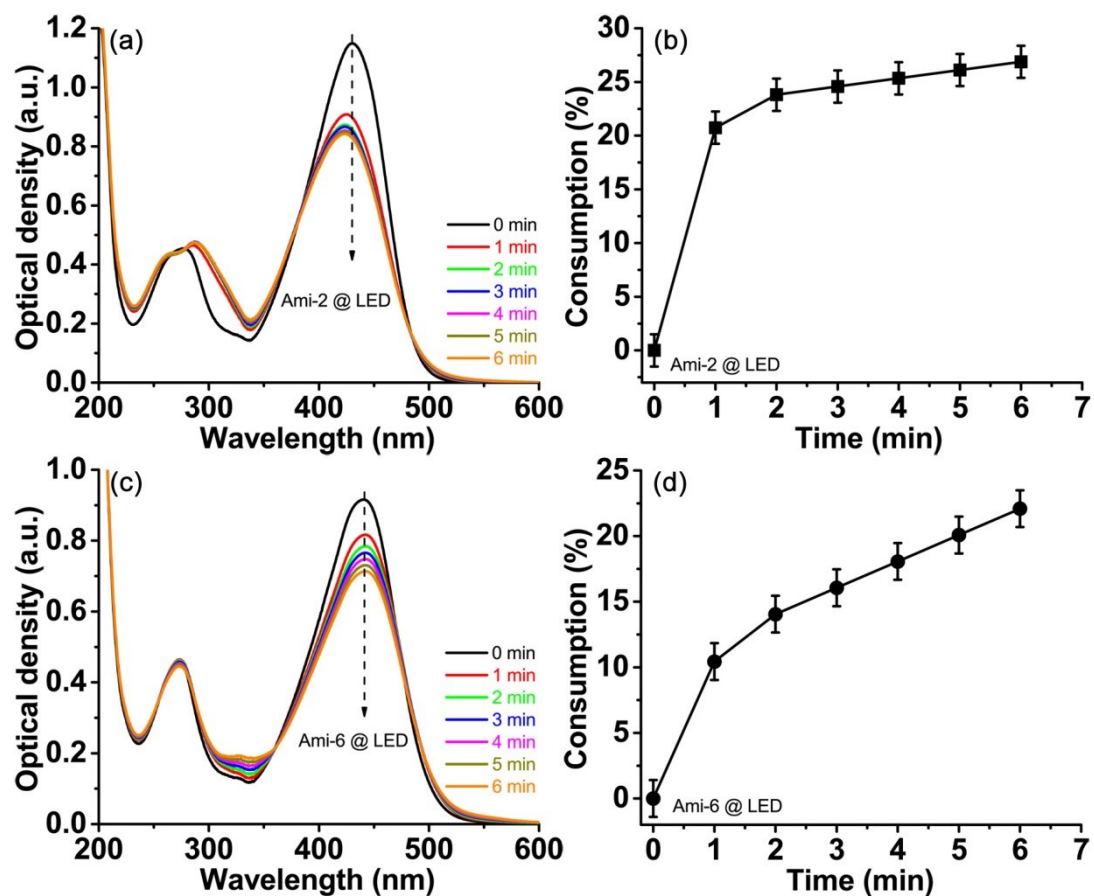 (a)
Optical density (a.u.)
1.2
1.0
0.8
0.6
0.4
0.2
0.0
0 min
1 min
2 min
3 min
4 min
5 min
6 min
Ami-2 @ LED
200 300 400 500 600
Wavelength (nm)
(b)
Consumption (%)
30
25
20
15
10
5
0
Ami-2 @ LED
0 1 2 3 4 5 6 7
Time (min)
(c)
Optical density (a.u.)
1.0
0.8
0.6
0.4
0.2
0.0
0 min
1 min
2 min
3 min
4 min
5 min
6 min
Ami-6 @ LED
200 300 400 500 600
Wavelength (nm)
(d)
Consumption (%)
25
20
15
10
5
0
Ami-6 @ LED
0 1 2 3 4 5 6 7
Time (min)